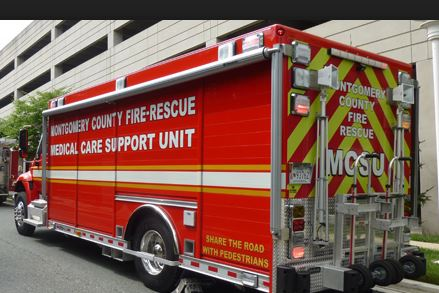 MONTGOMERY COUNTY FIRE-RESCUE
MEDICAL CARE SUPPORT UNIT
SHARE THE ROAD
WITH PEDESTRIANS
MONTGOMERY
COUNTY
FIRE
RESCUE
MCSU